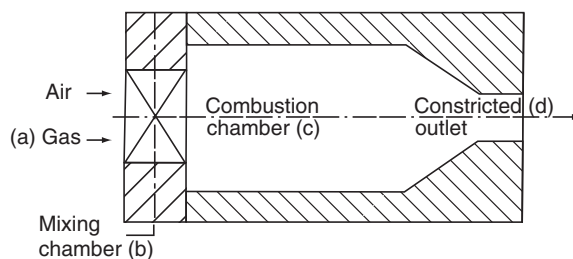 Air
(a) Gas
Combustion
chamber (c)
Constricted (d)
outlet
Mixing
chamber (b)